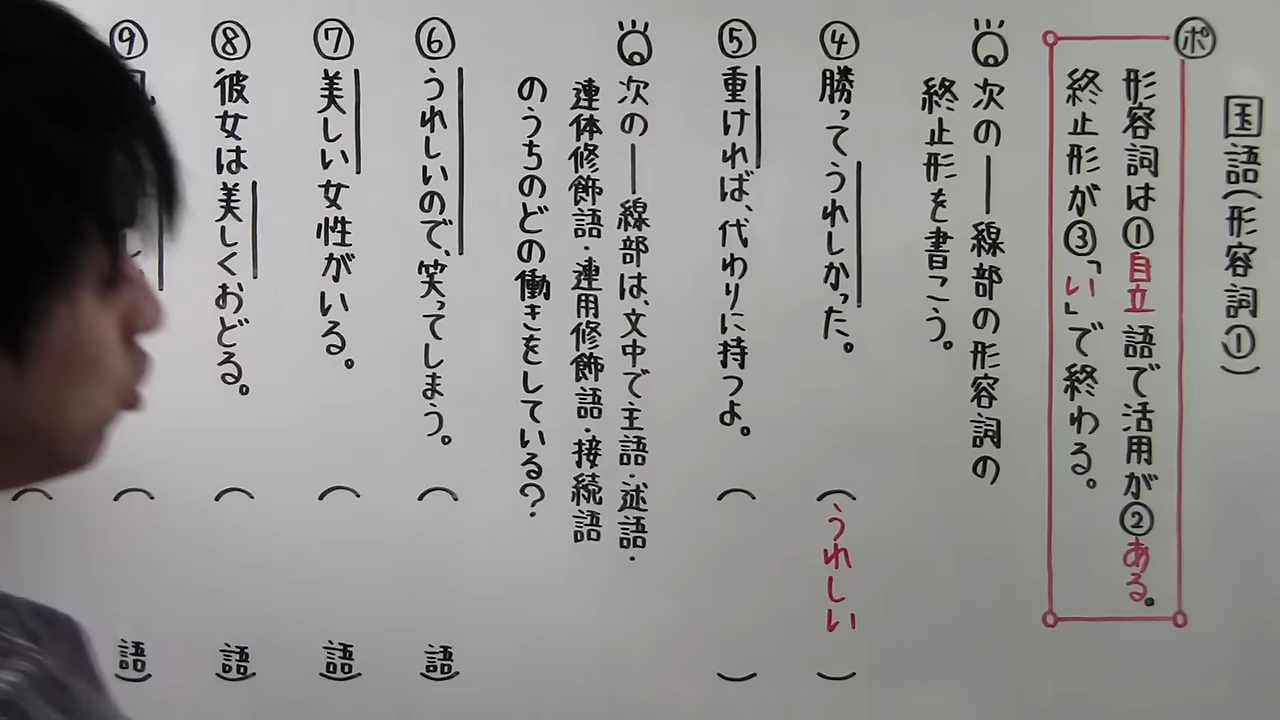 国語(形容詞①)
ポ
形容詞は①自立語で活用が②ある。
終止形が③「い」で終わる。
次の―線部の形容詞の
終止形を書こう。
④勝ってうれしかった。(うれしい)
⑤重ければ、代わりに持つよ。()
次の―線部は、文中で主語・述語・
連体修飾語・連用修飾語・接続語
のうちのどの働きをしている?
⑥うれしいので、笑ってしまう。(語)
⑦美しい女性がいる。(語)
⑧彼女は美しくおどる。(語)
⑨(語)
(